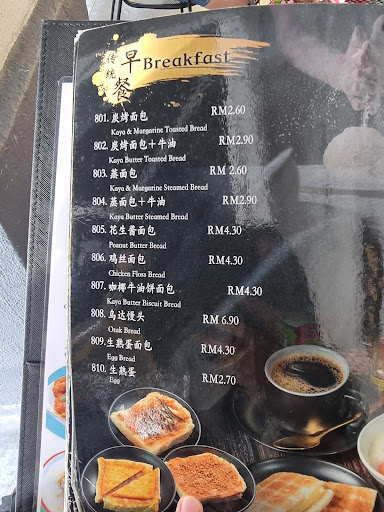 传统
早餐 Breakfast
801. 炭烤面包 RM2.60
Kaya & Margarine Toasted Bread
802. 炭烤面包+牛油 RM2.90
Kaya Butter Toasted Bread
803. 蒸面包 RM 2.60
Kaya & Margarine Steamed Bread
804. 蒸面包+牛油 RM2.90
Kaya Butter Steamed Bread
805. 花生酱面包 RM4.30
Peanut Butter Bread
806. 鸡丝面包 RM4.30
Chicken Floss Bread
807. 咖椰牛油饼面包 RM4.30
Kaya Butter Biscuit Bread
808. 乌达馒头 RM 6.90
Otak Bread
809. 生熟蛋面包 RM4.30
Egg Bread
810. 生熟蛋 RM2.70
Egg